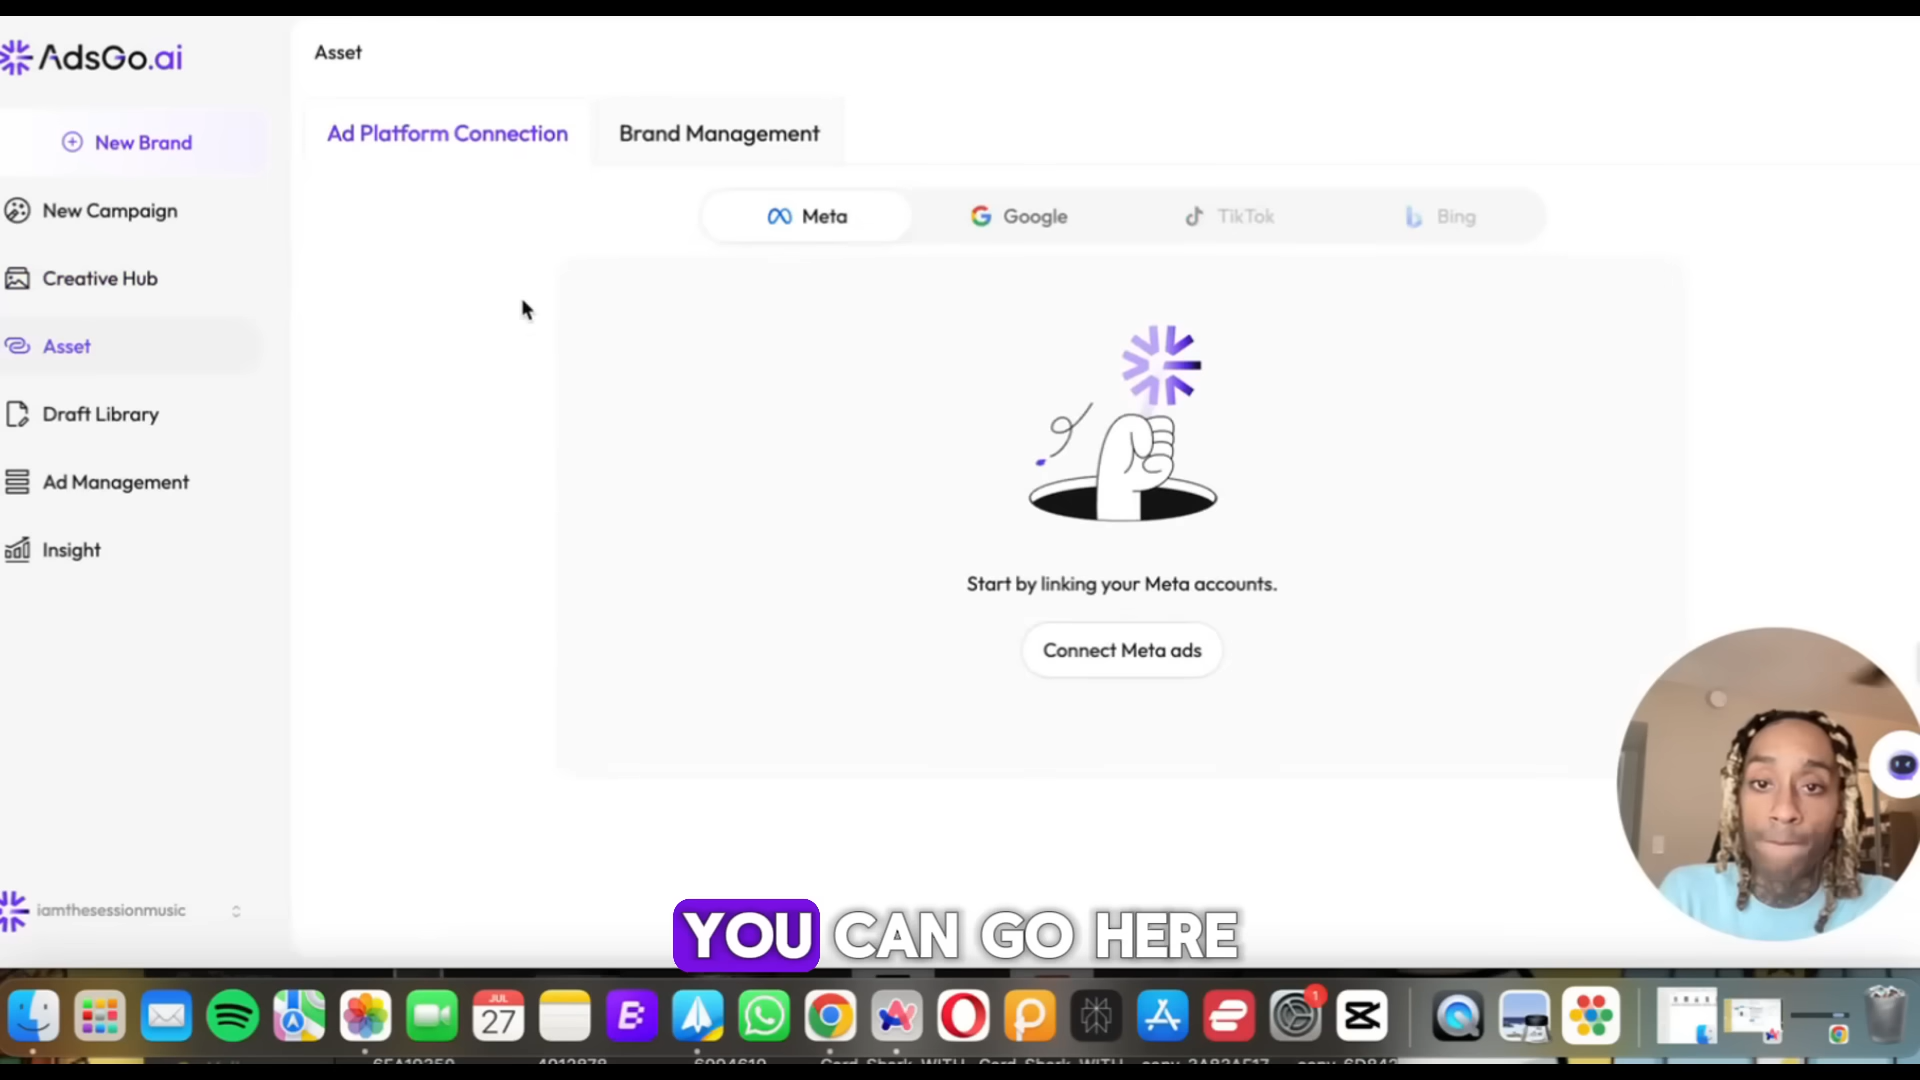 AdsGo.ai
Asset
New Brand
Ad Platform Connection
Brand Management
New Campaign
Meta
Google
TikTok
Bing
Creative Hub
Asset
Draft Library
Ad Management
Insight
Start by linking your Meta accounts.
Connect Meta ads
iamthesessionmusic
YOU CAN GO HERE
JUL
27
1